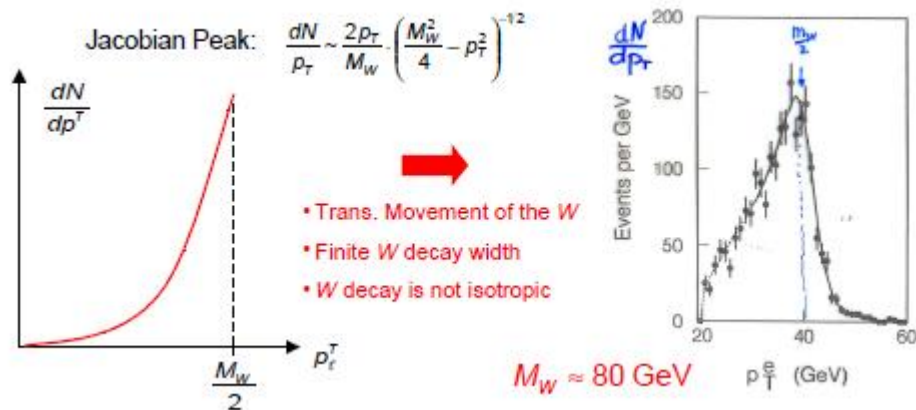 Jacobian Peak: dN/p_T ~ 2p_T/M_W · (M_W²/4 − p_T²)^−1/2
dN/dp^T
M_W/2
p_ℓ^T
• Trans. Movement of the W
• Finite W decay width
• W decay is not isotropic
M_W ≈ 80 GeV
dN/dp_T
m_W/2
Events per GeV
200
150
100
50
0
20 40 60
p_T^e (GeV)